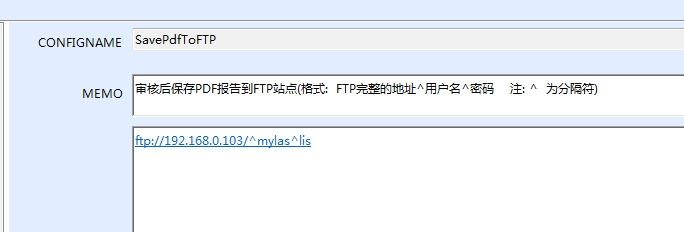 CONFIGNAME SavePdfToFTP
MEMO 审核后保存PDF报告到FTP站点(格式: FTP完整的地址^用户名^密码 注: ^ 为分隔符)
ftp://192.168.0.103/^mylas^lis